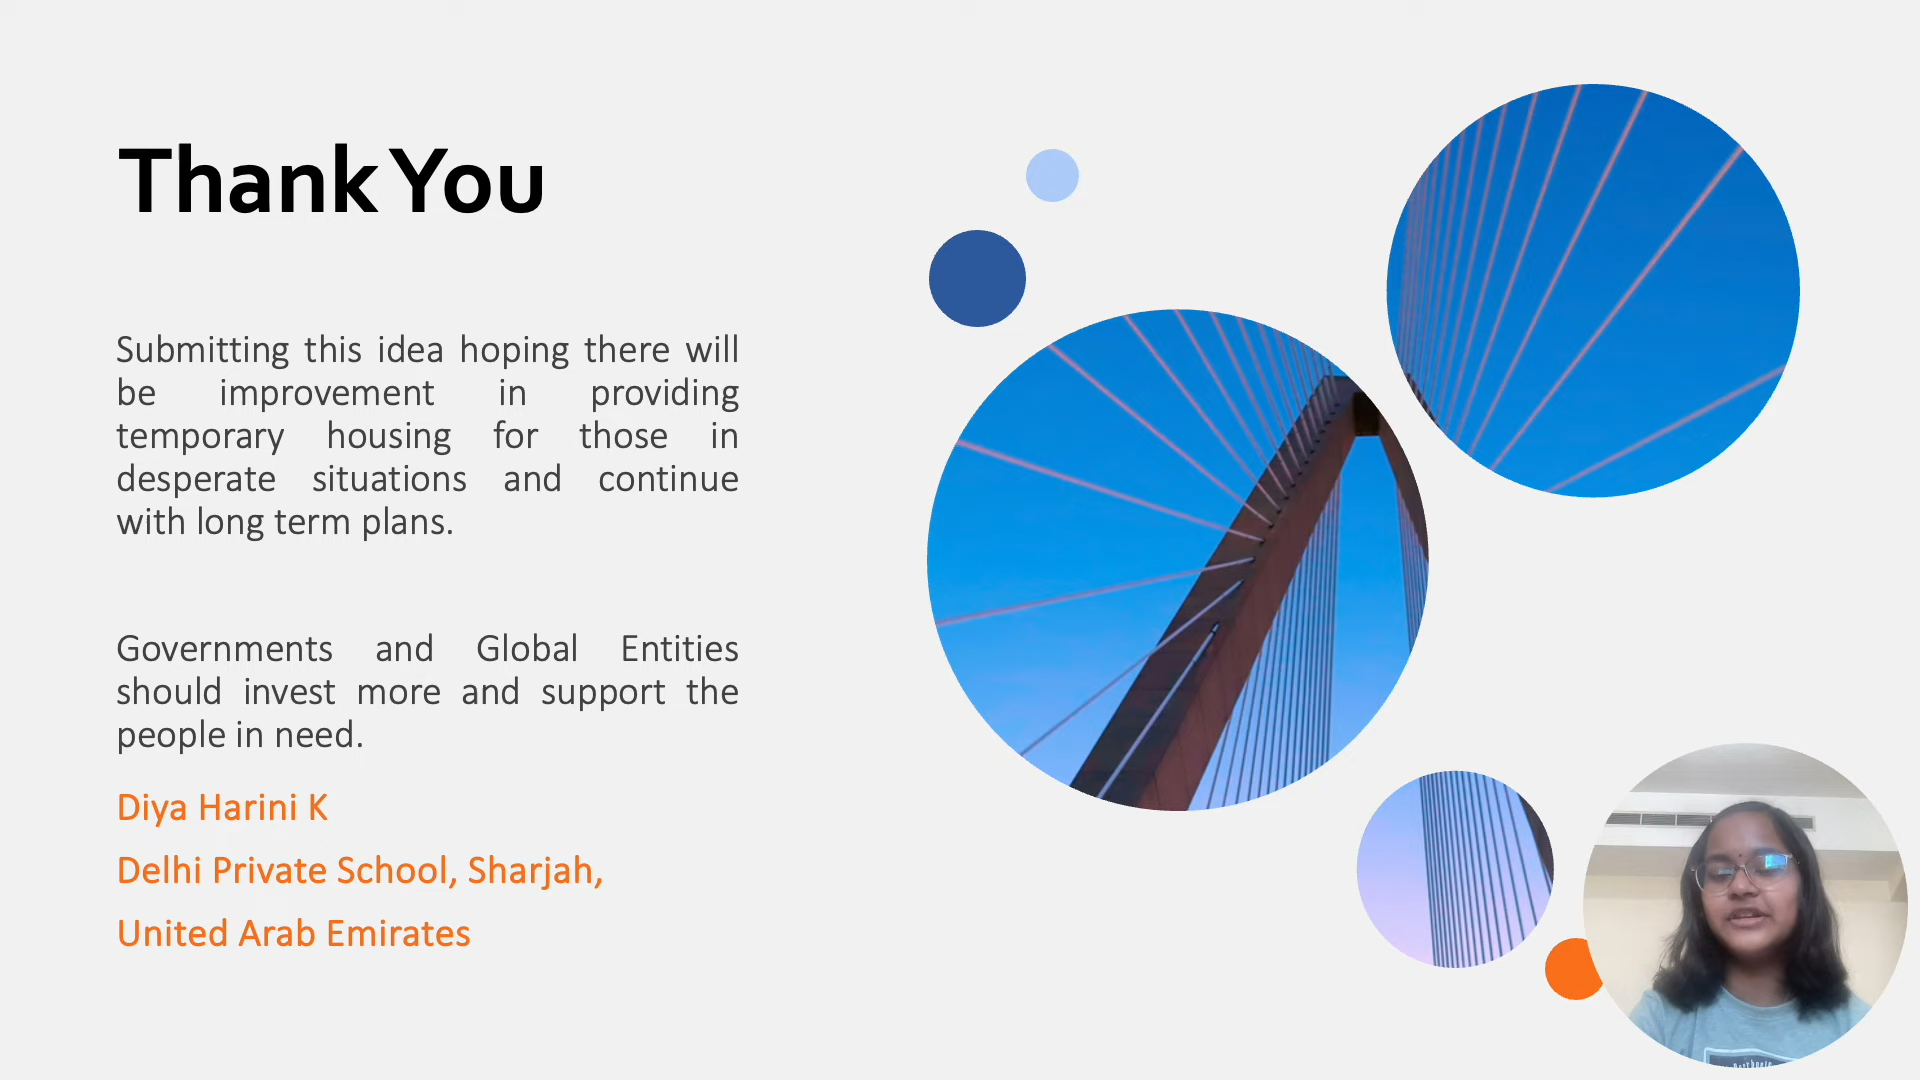 Thank You
Submitting this idea hoping there will
be improvement in providing
temporary housing for those in
desperate situations and continue
with long term plans.
Governments and Global Entities
should invest more and support the
people in need.
Diya Harini K
Delhi Private School, Sharjah,
United Arab Emirates